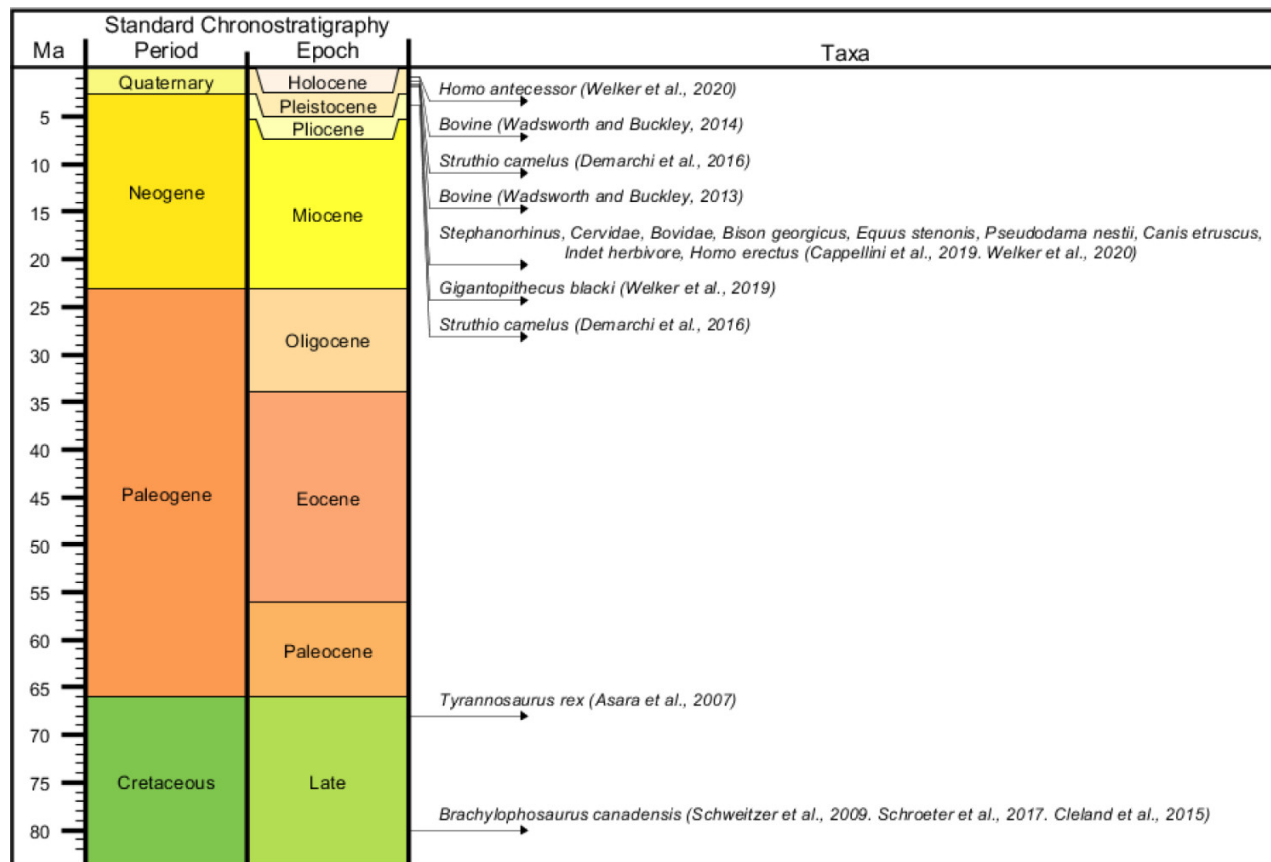 Standard Chronostratigraphy
Ma Period Epoch Taxa
Quaternary Holocene
Homo antecessor (Welker et al., 2020)
Pleistocene
5
Pliocene
Bovine (Wadsworth and Buckley, 2014)
10
Struthio camelus (Demarchi et al., 2016)
Neogene
Bovine (Wadsworth and Buckley, 2013)
15
Miocene
Stephanorhinus, Cervidae, Bovidae, Bison georgicus, Equus stenonis, Pseudodama nestii, Canis etruscus,
Indet herbivore, Homo erectus (Cappellini et al., 2019. Welker et al., 2020)
20
Gigantopithecus blacki (Welker et al., 2019)
25
Struthio camelus (Demarchi et al., 2016)
Oligocene
30
35
40
45
Paleogene Eocene
50
55
60
Paleocene
65
Tyrannosaurus rex (Asara et al., 2007)
70
75
Cretaceous Late
Brachylophosaurus canadensis (Schweitzer et al., 2009. Schroeter et al., 2017. Cleland et al., 2015)
80